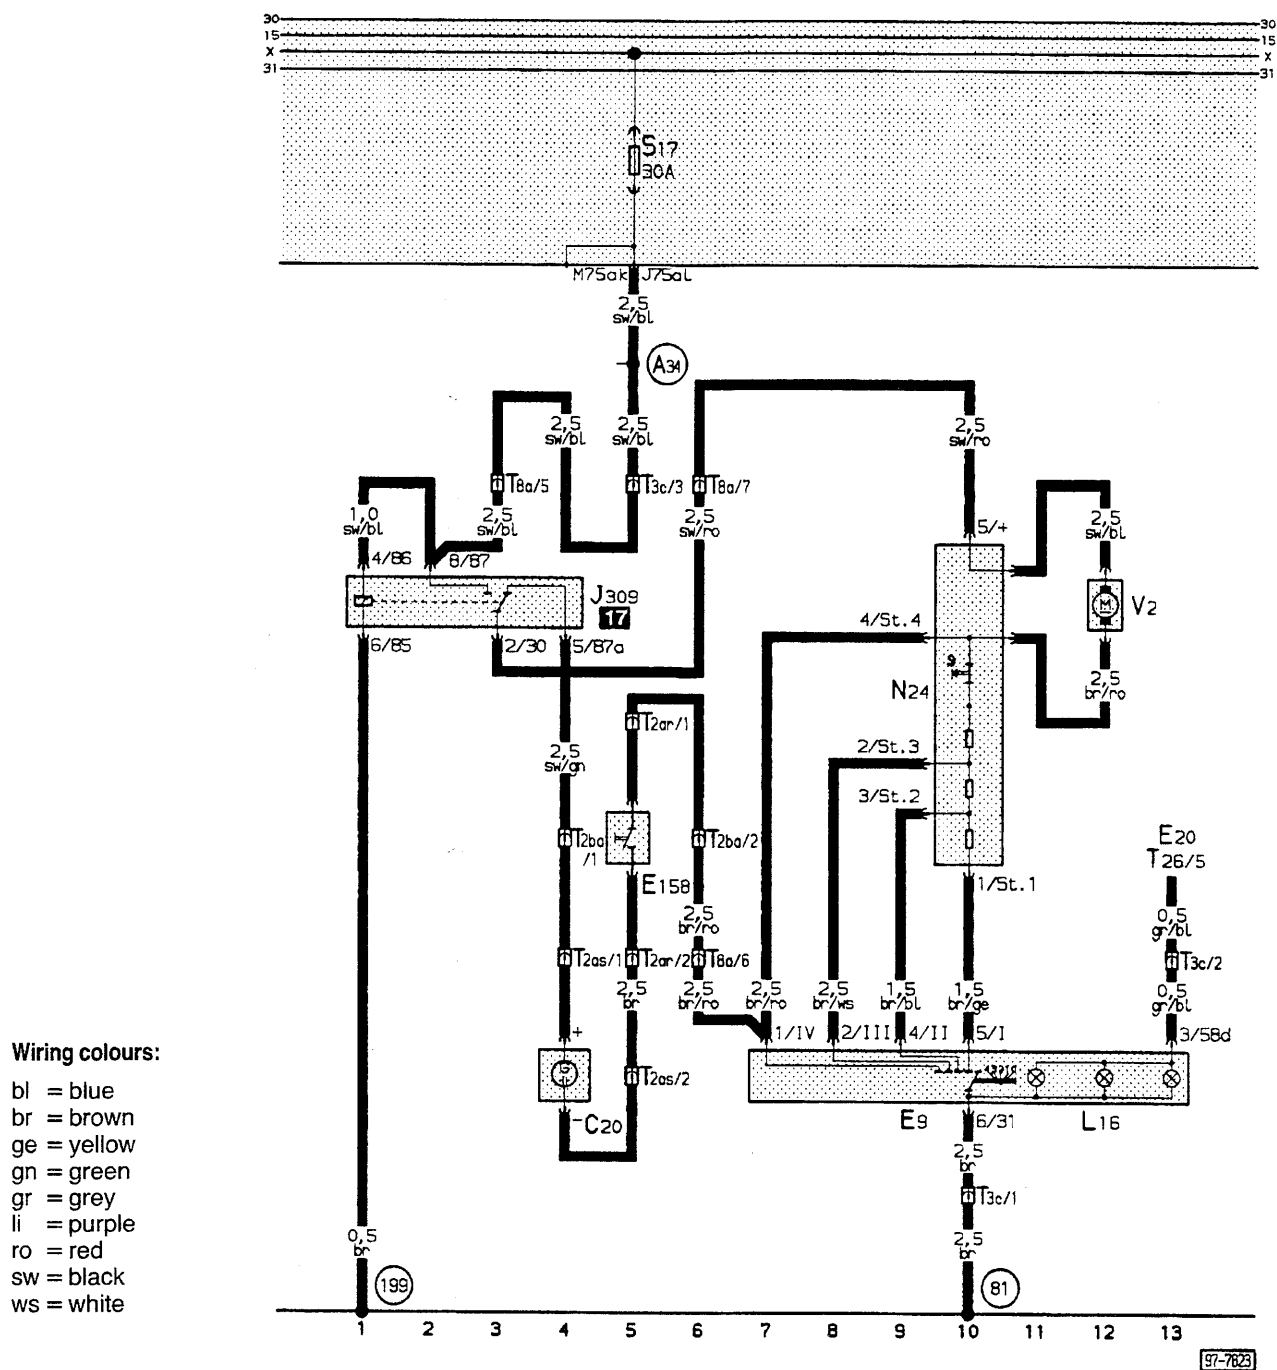 30 30
15 15
X X
31 31
S17
30A
M75ak J75al
2,5
sw/bl
A34
2,5 2,5 2,5
sw/bl sw/bl sw/ro
T8a/5 T3c/3 T8a/7
1,0 2,5 2,5 2,5
sw/bl sw/bl sw/ro sw/bl
5/+
4/86 8/87
J309
17
V2
4/St.4
6/85 2/30 5/87a
9
2,5
br/ro
N24
T2ar/1
2,5
sw/gn
2/St.3
3/St.2
T2ba
/1
T2ba/2
E20
T26/5
E158
1/St.1
2,5
br/ro
0,5
gr/bl
T2as/1 T2ar/2 T8a/6 T3c/2
2,5 2,5 2,5 2,5 1,5 1,5 0,5
br br/ro br/ro br/ws br/bl br/ge gr/bl
+ 1/IV 2/III 4/II 5/I 3/58d
Wiring colours:
bl = blue
br = brown
ge = yellow
gn = green
gr = grey
li = purple
ro = red
sw = black
ws = white
G
M
T2as/2
43210
- C20
E9 6/31 L16
2,5
br
T3c/1
0,5 2,5
br br
199 81
1 2 3 4 5 6 7 8 9 10 11 12 13
97-7823